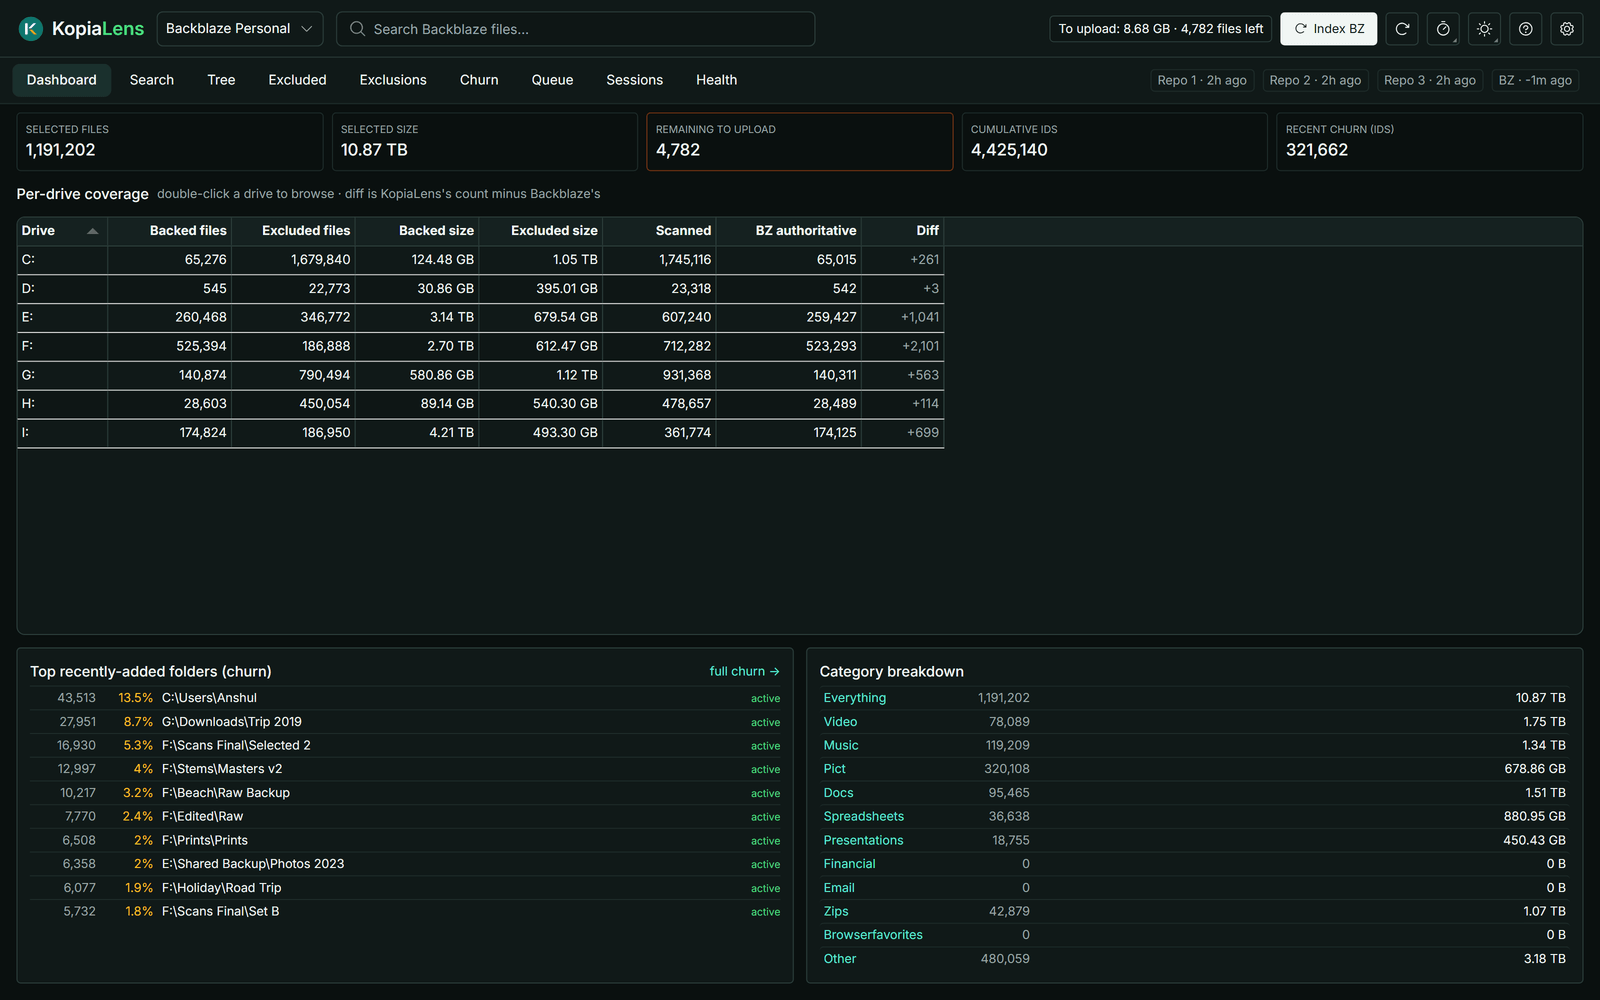 KopiaLens
Backblaze Personal
Search Backblaze files...
To upload: 8.68 GB · 4,782 files left
Index BZ
Dashboard Search Tree Excluded Exclusions Churn Queue Sessions Health
Repo 1 · 2h ago Repo 2 · 2h ago Repo 3 · 2h ago BZ · -1m ago
SELECTED FILES
1,191,202
SELECTED SIZE
10.87 TB
REMAINING TO UPLOAD
4,782
CUMULATIVE IDS
4,425,140
RECENT CHURN (IDS)
321,662
Per-drive coverage double-click a drive to browse · diff is KopiaLens's count minus Backblaze's
Drive Backed files Excluded files Backed size Excluded size Scanned BZ authoritative Diff
C: 65,276 1,679,840 124.48 GB 1.05 TB 1,745,116 65,015 +261
D: 545 22,773 30.86 GB 395.01 GB 23,318 542 +3
E: 260,468 346,772 3.14 TB 679.54 GB 607,240 259,427 +1,041
F: 525,394 186,888 2.70 TB 612.47 GB 712,282 523,293 +2,101
G: 140,874 790,494 580.86 GB 1.12 TB 931,368 140,311 +563
H: 28,603 450,054 89.14 GB 540.30 GB 478,657 28,489 +114
I: 174,824 186,950 4.21 TB 493.30 GB 361,774 174,125 +699
Top recently-added folders (churn) full churn →
43,513 13.5% C:\Users\Anshul active
27,951 8.7% G:\Downloads\Trip 2019 active
16,930 5.3% F:\Scans Final\Selected 2 active
12,997 4% F:\Stems\Masters v2 active
10,217 3.2% F:\Beach\Raw Backup active
7,770 2.4% F:\Edited\Raw active
6,508 2% F:\Prints\Prints active
6,358 2% E:\Shared Backup\Photos 2023 active
6,077 1.9% F:\Holiday\Road Trip active
5,732 1.8% F:\Scans Final\Set B active
Category breakdown
Everything 1,191,202 10.87 TB
Video 78,089 1.75 TB
Music 119,209 1.34 TB
Pict 320,108 678.86 GB
Docs 95,465 1.51 TB
Spreadsheets 36,638 880.95 GB
Presentations 18,755 450.43 GB
Financial 0 0 B
Email 0 0 B
Zips 42,879 1.07 TB
Browserfavorites 0 0 B
Other 480,059 3.18 TB